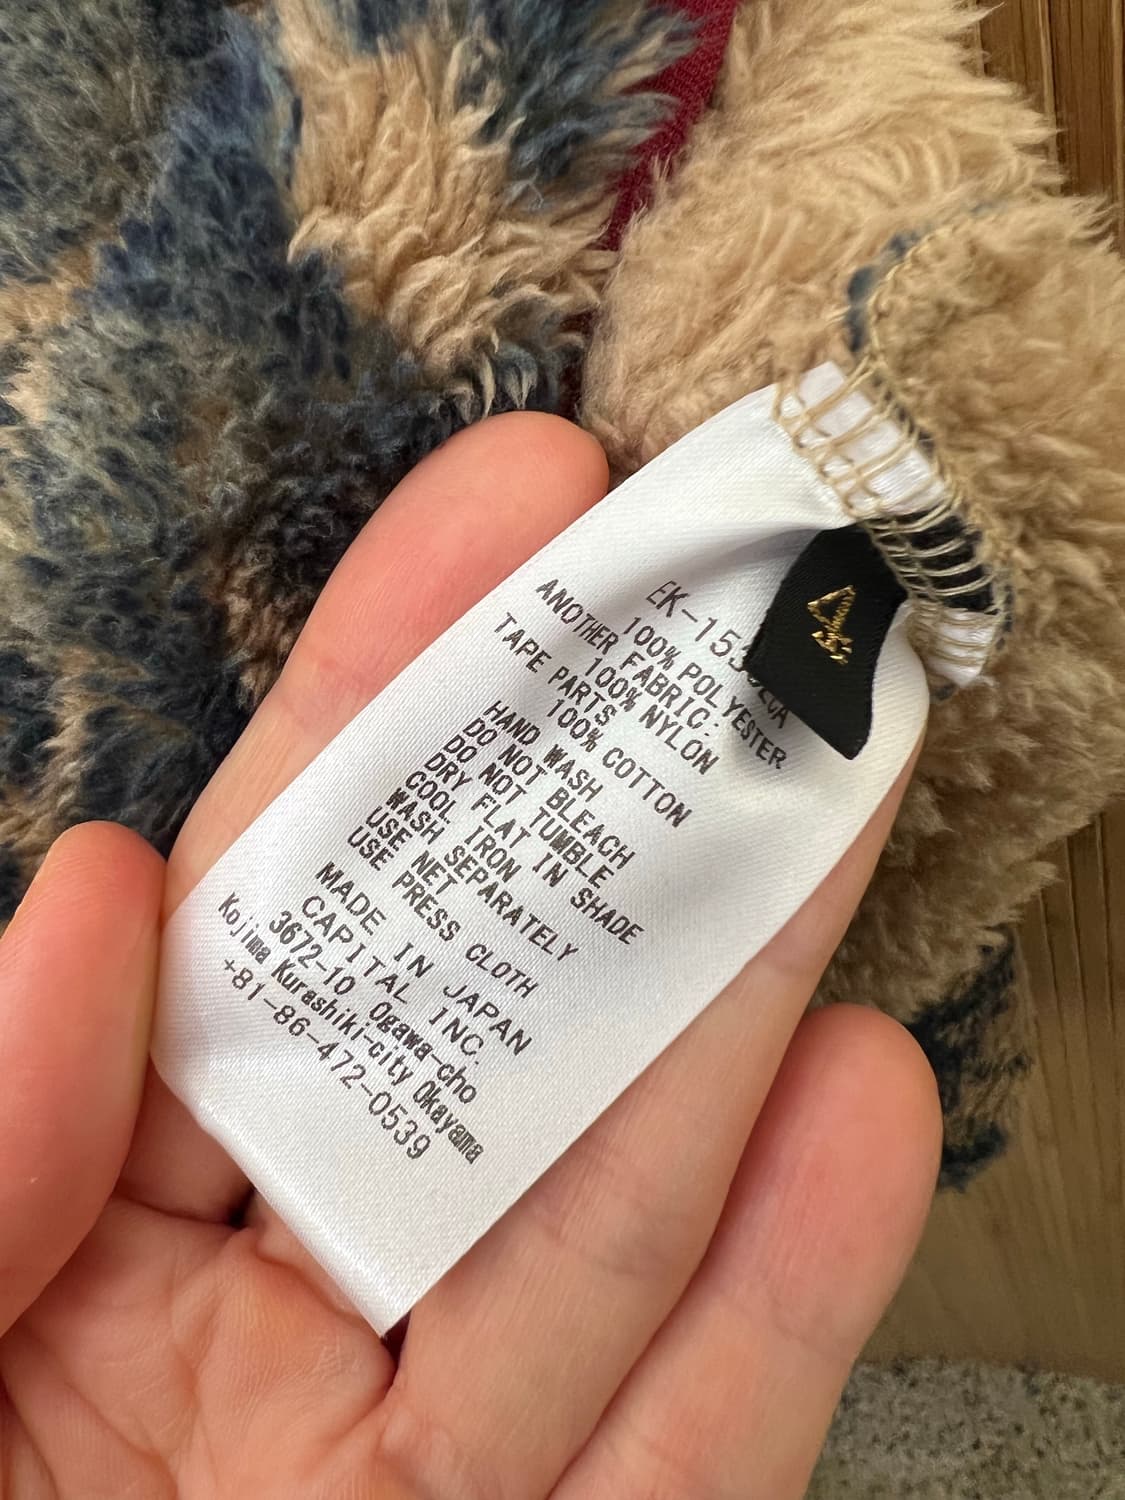 100% POLYESTER
ANOTHER FABRIC:
100% NYLON
TAPE PARTS
100% COTTON
HAND WASH
DO NOT BLEACH
DO NOT TUMBLE
DRY FLAT IN SHADE
COOL IRON
WASH SEPARATELY
USE NET
USE PRESS CLOTH
MADE IN JAPAN
CAPITAL INC.
3672-10 Ogawa-cho
Kojima Kurashiki-city Okayama
+81-86-472-0539